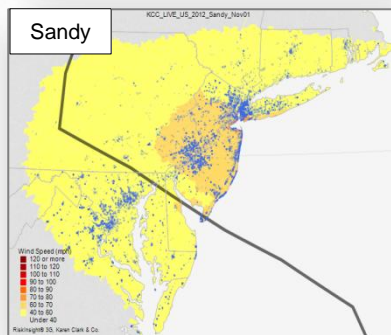 Sandy
KCC_LIVE_US_2012_Sandy_Nov01
Wind Speed (mph)
120 or more
110 to 120
100 to 110
90 to 100
80 to 90
70 to 80
60 to 70
40 to 60
Under 40
RiskInsight® 3G, Karen Clark & Co.